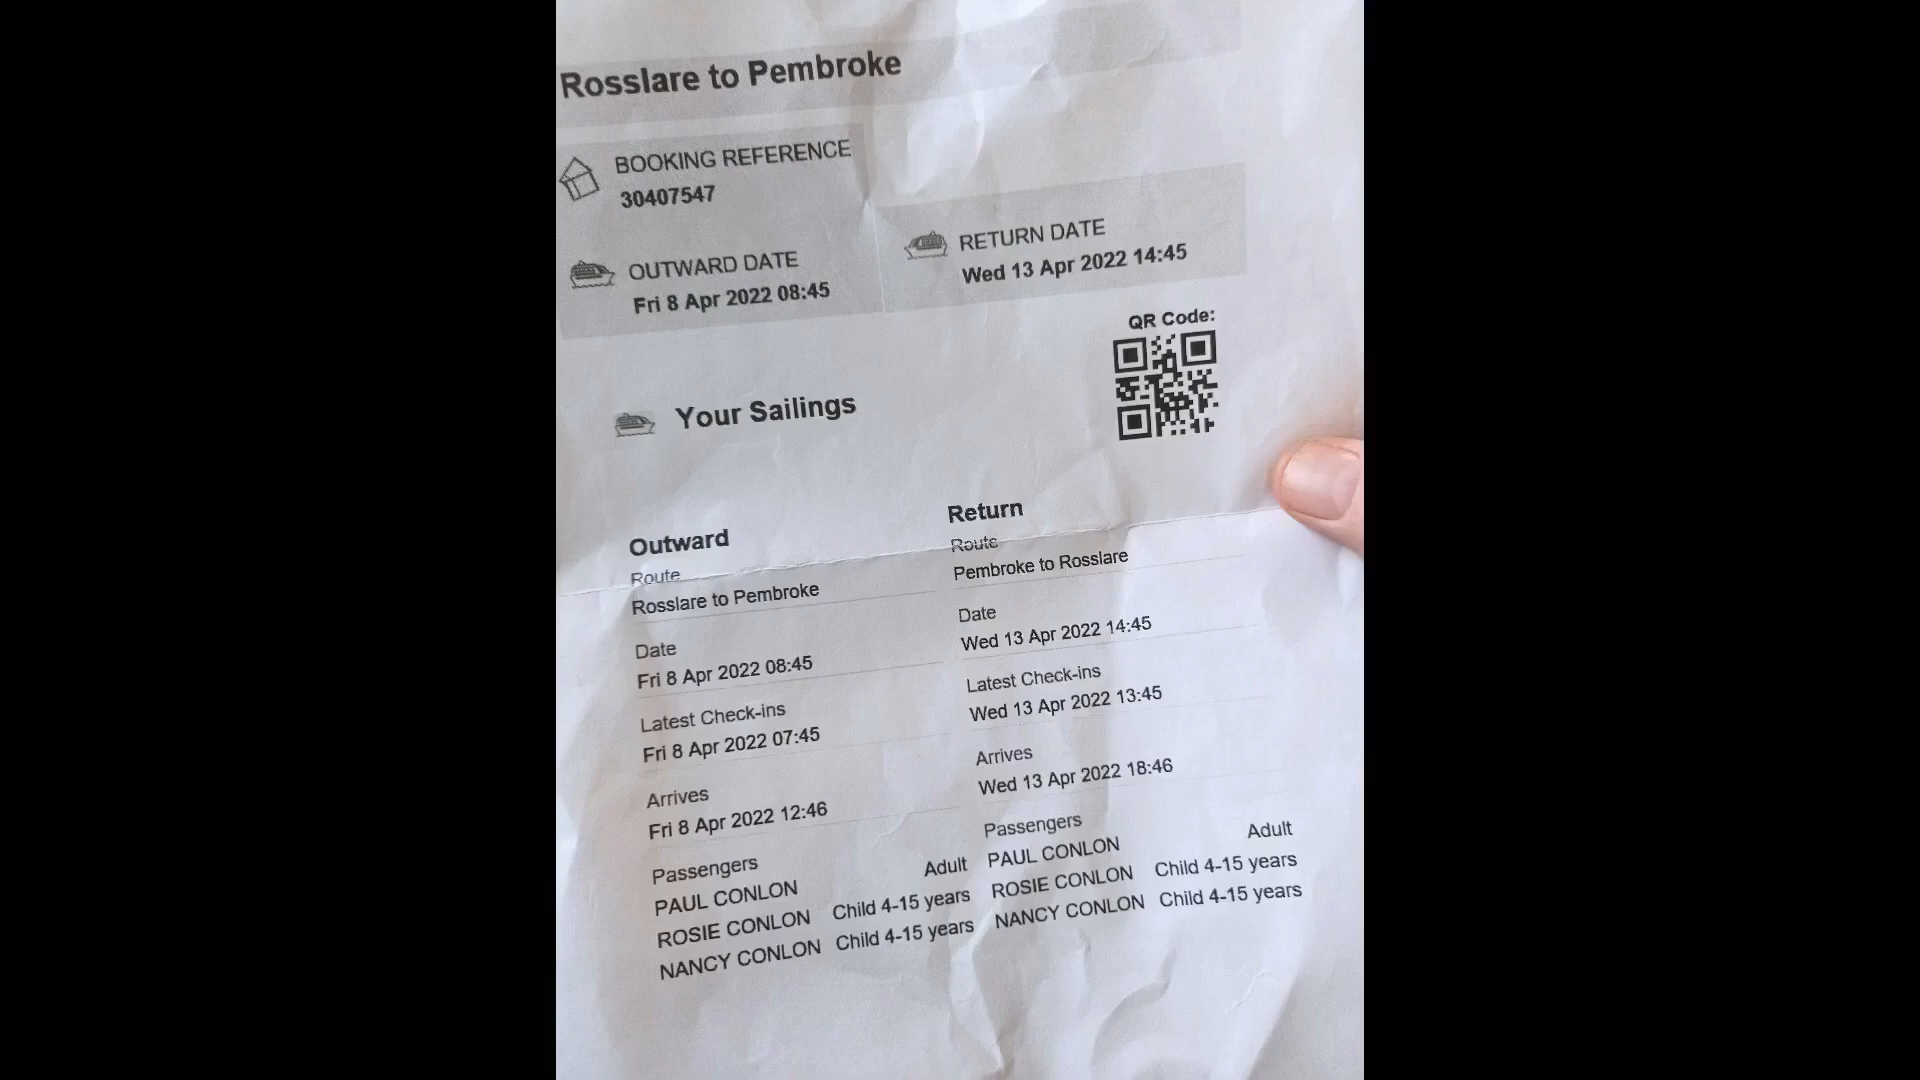 Rosslare to Pembroke
BOOKING REFERENCE
30407547
OUTWARD DATE
Fri 8 Apr 2022 08:45
RETURN DATE
Wed 13 Apr 2022 14:45
QR Code:
Your Sailings
Outward
Route
Rosslare to Pembroke
Date
Fri 8 Apr 2022 08:45
Latest Check-ins
Fri 8 Apr 2022 07:45
Arrives
Fri 8 Apr 2022 12:46
Passengers
PAUL CONLON Adult
ROSIE CONLON Child 4-15 years
NANCY CONLON Child 4-15 years
Return
Route
Pembroke to Rosslare
Date
Wed 13 Apr 2022 14:45
Latest Check-ins
Wed 13 Apr 2022 13:45
Arrives
Wed 13 Apr 2022 18:46
Passengers
PAUL CONLON Adult
ROSIE CONLON Child 4-15 years
NANCY CONLON Child 4-15 years